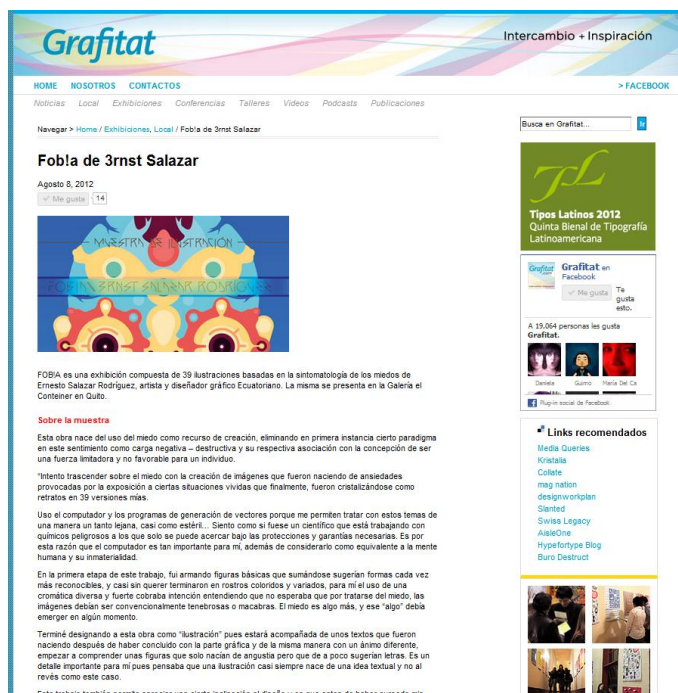 Grafitat
Intercambio + Inspiración
HOME NOSOTROS CONTACTOS
> FACEBOOK
Noticias Local Exhibiciones Conferencias Talleres Videos Podcasts Publicaciones
Navegar > Home / Exhibiciones, Local / Fob!a de 3rnst Salazar
Busca en Grafitat...
Ir
Fob!a de 3rnst Salazar
Agosto 8, 2012
Me gusta 14
MUESTRA DE ILUSTRACION
FOB!A 3RNST SALAZAR RODRIGUEZ
FOB!A es una exhibición compuesta de 39 ilustraciones basadas en la sintomatología de los miedos de
Ernesto Salazar Rodríguez, artista y diseñador gráfico Ecuatoriano. La misma se presenta en la Galería el
Conteiner en Quito.
Sobre la muestra
Esta obra nace del uso del miedo como recurso de creación, eliminando en primera instancia cierto paradigma
en este sentimiento como carga negativa – destructiva y su respectiva asociación con la concepción de ser
una fuerza limitadora y no favorable para un individuo.
"Intento trascender sobre el miedo con la creación de imágenes que fueron naciendo de ansiedades
provocadas por la exposición a ciertas situaciones vividas que finalmente, fueron cristalizándose como
retratos en 39 versiones mías.
Uso el computador y los programas de generación de vectores porque me permiten tratar con estos temas de
una manera un tanto lejana, casi como estéril... Siento como si fuese un científico que está trabajando con
químicos peligrosos a los que solo se puede acercar bajo las protecciones y garantías necesarias. Es por
esta razón que el computador es tan importante para mí, además de considerarlo como equivalente a la mente
humana y su inmaterialidad.
En la primera etapa de este trabajo, fui armando figuras básicas que sumándose sugerían formas cada vez
más reconocibles, y casi sin querer terminaron en rostros coloridos y variados, para mí el uso de una
cromática diversa y fuerte cobraba intención entendiendo que no esperaba que por tratarse del miedo, las
imágenes debían ser convencionalmente tenebrosas o macabras. El miedo es algo más, y ese "algo" debía
emerger en algún momento.
Terminé designando a esta obra como "ilustración" pues estará acompañada de unos textos que fueron
naciendo después de haber concluido con la parte gráfica y de la misma manera con un ánimo diferente,
empezar a comprender unas figuras que solo nacían de angustia pero que de a poco sugerían letras. Es un
detalle importante para mí pues pensaba que una ilustración casi siempre nace de una idea textual y no al
revés como este caso.
TL
Tipos Latinos 2012
Quinta Bienal de Tipografía
Latinoamericana
Grafitat
Grafitat en
Facebook
Me gusta
Te
gusta
esto.
A 19,064 personas les gusta
Grafitat.
Daniela Guimo María Del Ca
Plug-in social de Facebook
Links recomendados
Media Queries
Kristalia
Collate
mag nation
designworkplan
Slanted
Swiss Legacy
AisleOne
Hypefortype Blog
Buro Destruct